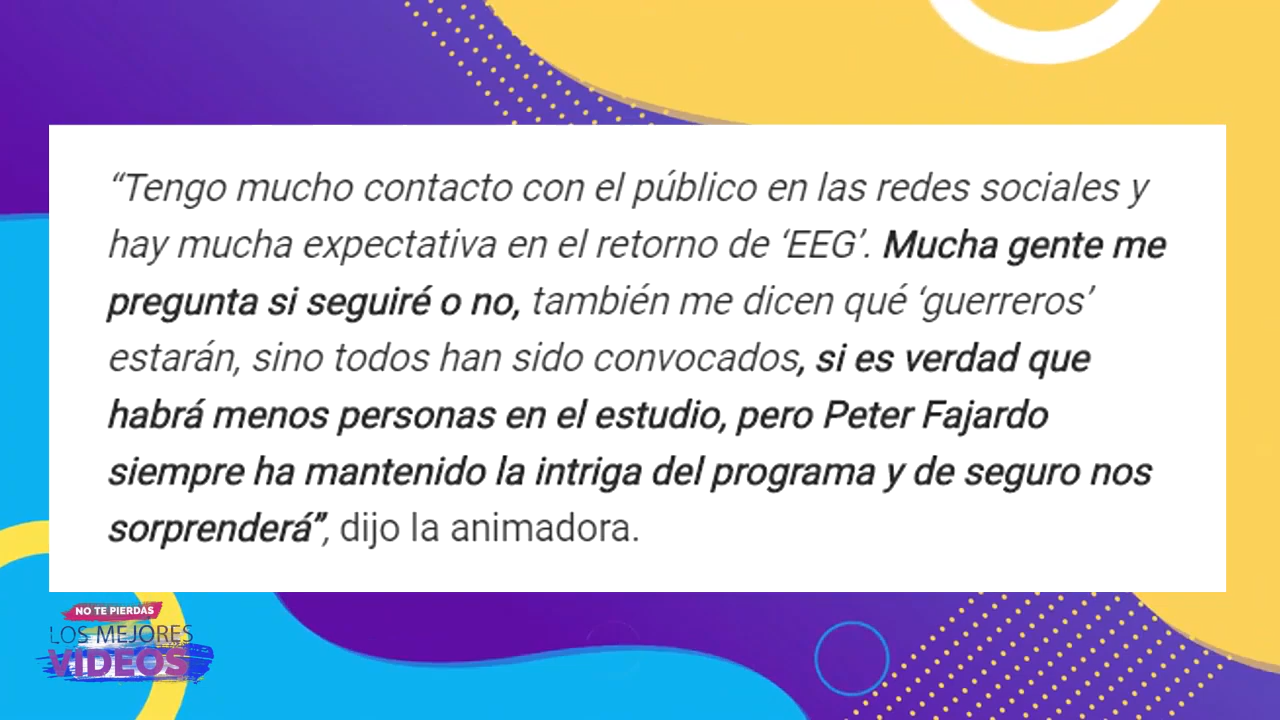 “Tengo mucho contacto con el público en las redes sociales y
hay mucha expectativa en el retorno de ‘EEG’. Mucha gente me
pregunta si seguiré o no, también me dicen qué ‘guerreros’
estarán, sino todos han sido convocados, si es verdad que
habrá menos personas en el estudio, pero Peter Fajardo
siempre ha mantenido la intriga del programa y de seguro nos
sorprenderá”, dijo la animadora.
NO TE PIERDAS
LOS MEJORES
VIDEOS